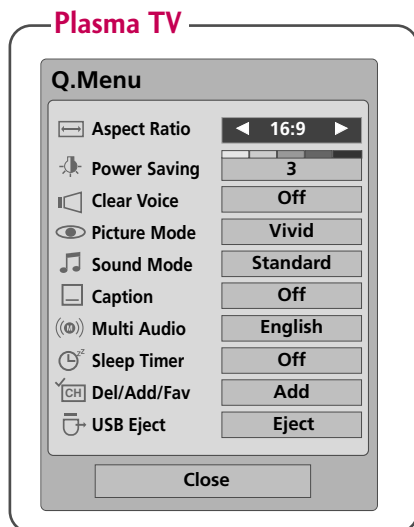 Plasma TV
Q.Menu
Aspect Ratio ◄ 16:9 ►
Power Saving 3
Clear Voice Off
Picture Mode Vivid
Sound Mode Standard
Caption Off
Multi Audio English
Sleep Timer Off
CH Del/Add/Fav Add
USB Eject Eject
Close